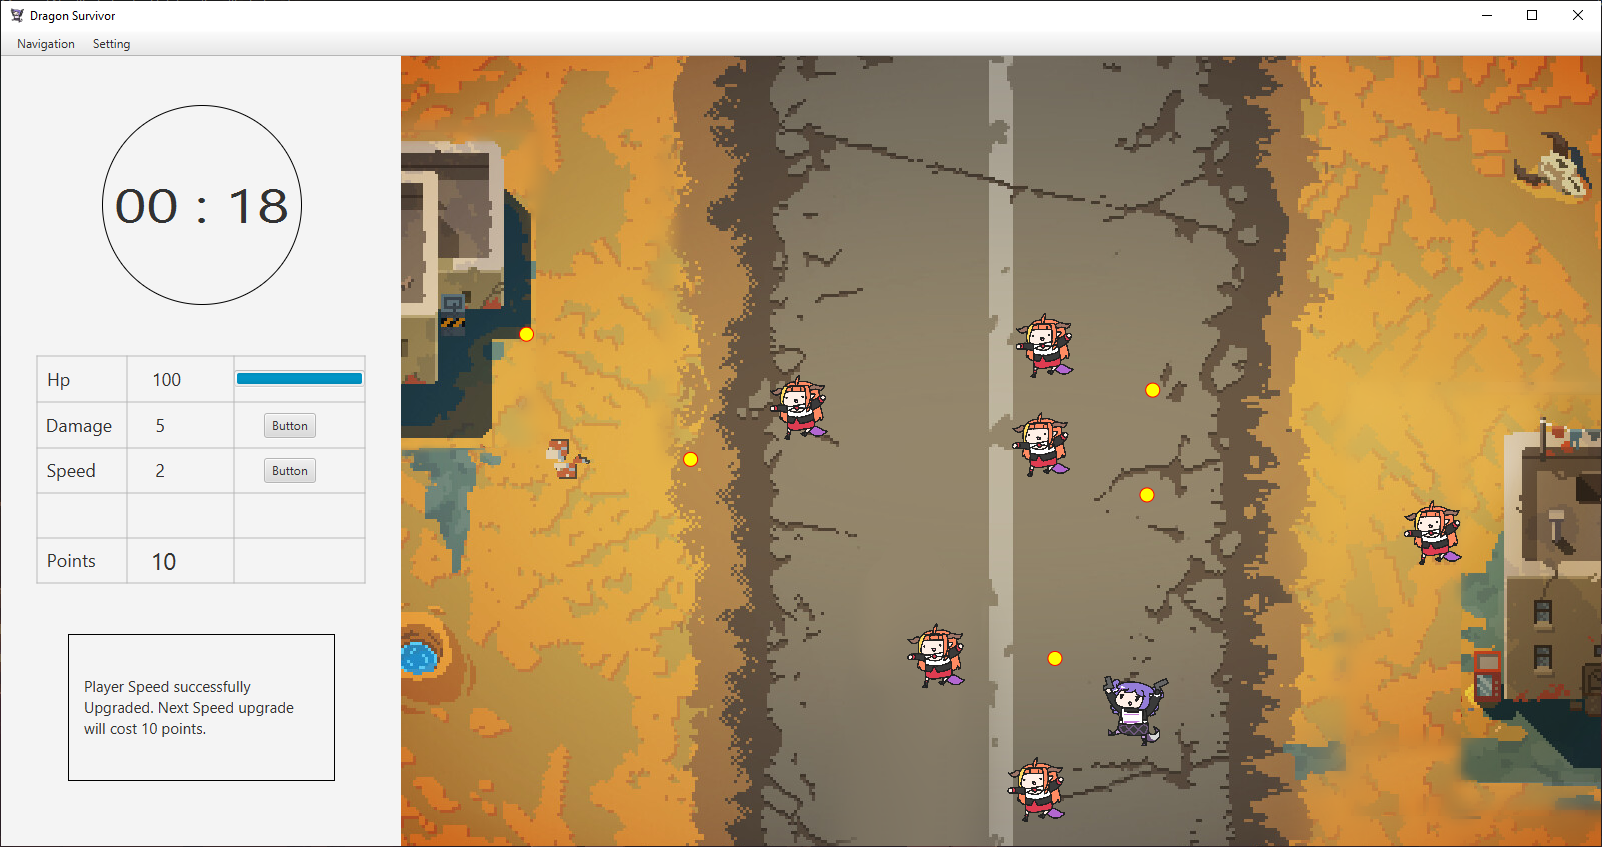 Dragon Survivor
Navigation Setting
00 : 18
Hp 100
Damage 5 Button
Speed 2 Button
Points 10
Player Speed successfully
Upgraded. Next Speed upgrade
will cost 10 points.